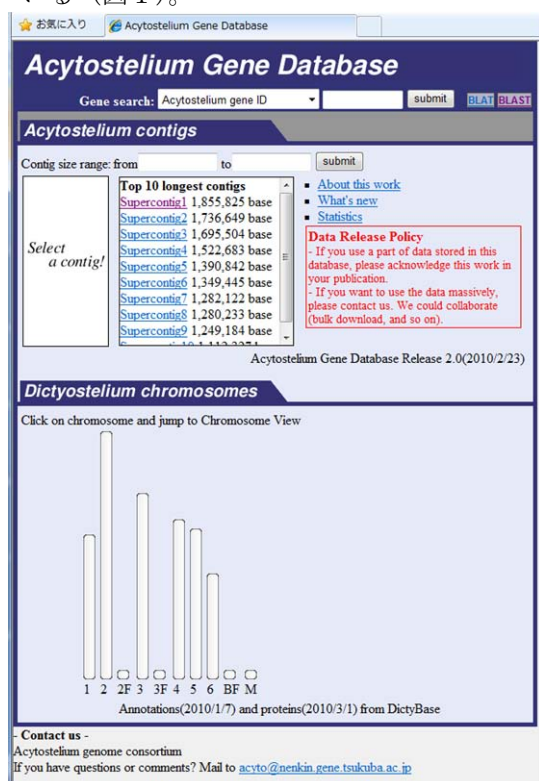 いる（図1）。
お気に入り Acytostelium Gene Database
Acytostelium Gene Database
Gene search: Acytostelium gene ID submit BLAT BLAST
Acytostelium contigs
Contig size range: from to submit
Select
a contig!
Top 10 longest contigs
Supercontig1 1,855,825 base
Supercontig2 1,736,649 base
Supercontig3 1,695,504 base
Supercontig4 1,522,683 base
Supercontig5 1,390,842 base
Supercontig6 1,349,445 base
Supercontig7 1,282,122 base
Supercontig8 1,280,233 base
Supercontig9 1,249,184 base
About this work
What's new
Statistics
Data Release Policy
- If you use a part of data stored in this
database, please acknowledge this work in
your publication.
- If you want to use the data massively,
please contact us. We could collaborate
(bulk download, and so on).
Acytostelium Gene Database Release 2.0(2010/2/23)
Dictyostelium chromosomes
Click on chromosome and jump to Chromosome View
1 2 2F 3 3F 4 5 6 BF M
Annotations(2010/1/7) and proteins(2010/3/1) from DictyBase
- Contact us -
Acytostelium genome consortium
If you have questions or comments? Mail to acyto@nenkin.gene.tsukuba.ac.jp